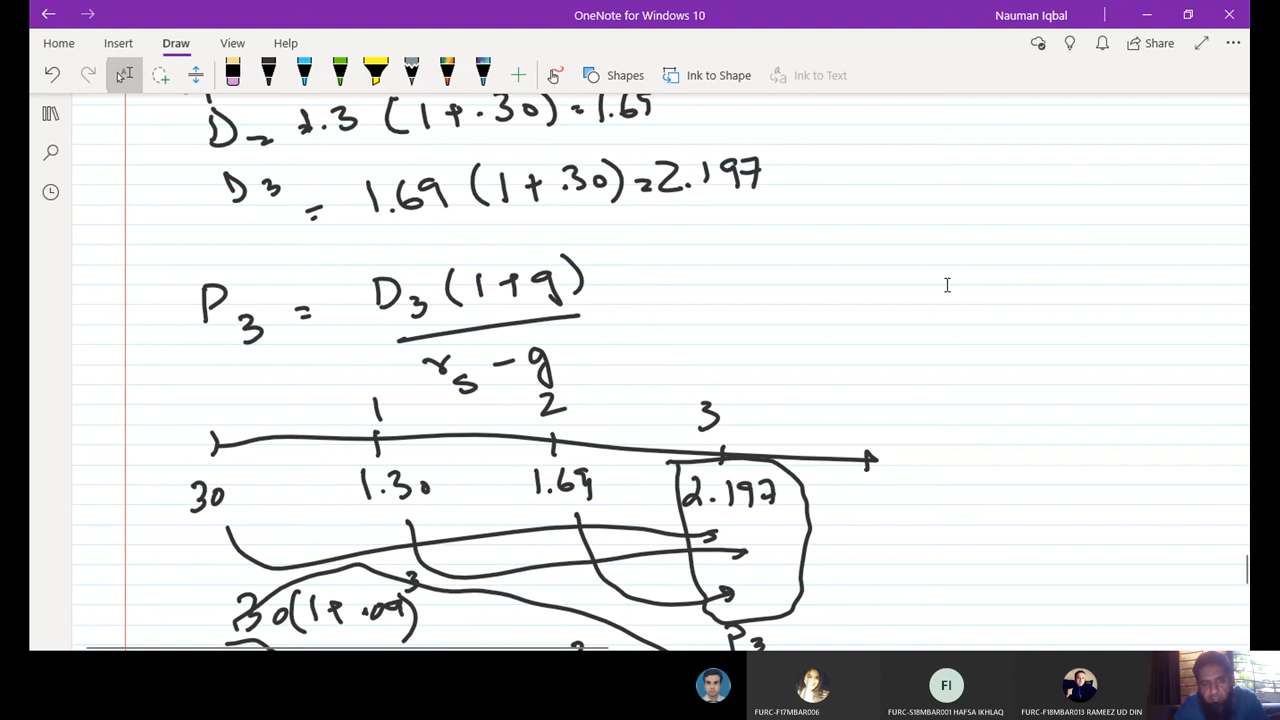 OneNote for Windows 10
Nauman Iqbal
Home Insert Draw View Help
Share
Shapes Ink to Shape Ink to Text
D2 1.3 (1+.30)=1.69
D3 = 1.69 (1+.30)=2.197
P3 = D3 (1+g)
rs - g
1 2 3
30 1.30 1.69 2.197
30(1+.09)3
P3
FURC-F17MBAR006
FI
FURC-S18MBAR001 HAFSA IKHLAQ
FURC-F18MBAR013 RAMEEZ UD DIN